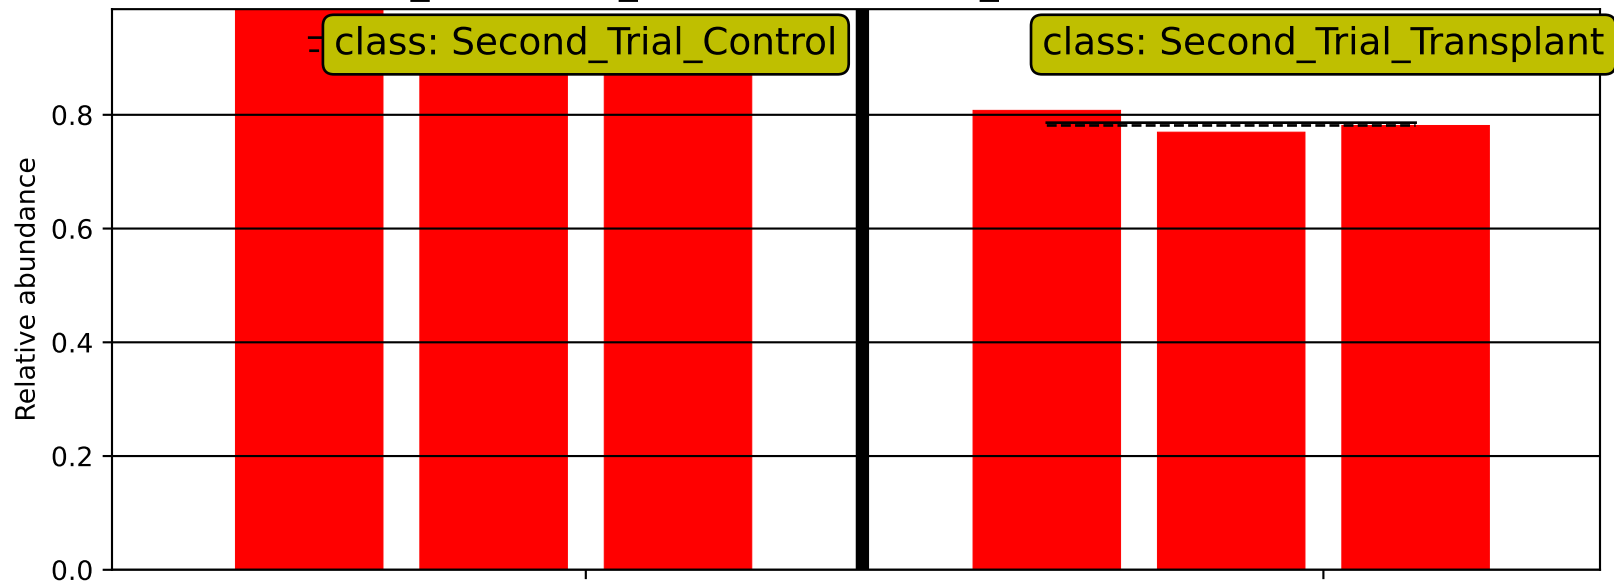 class: Second_Trial_Control
class: Second_Trial_Transplant
0.8
0.6
0.4
0.2
0.0
Relative abundance